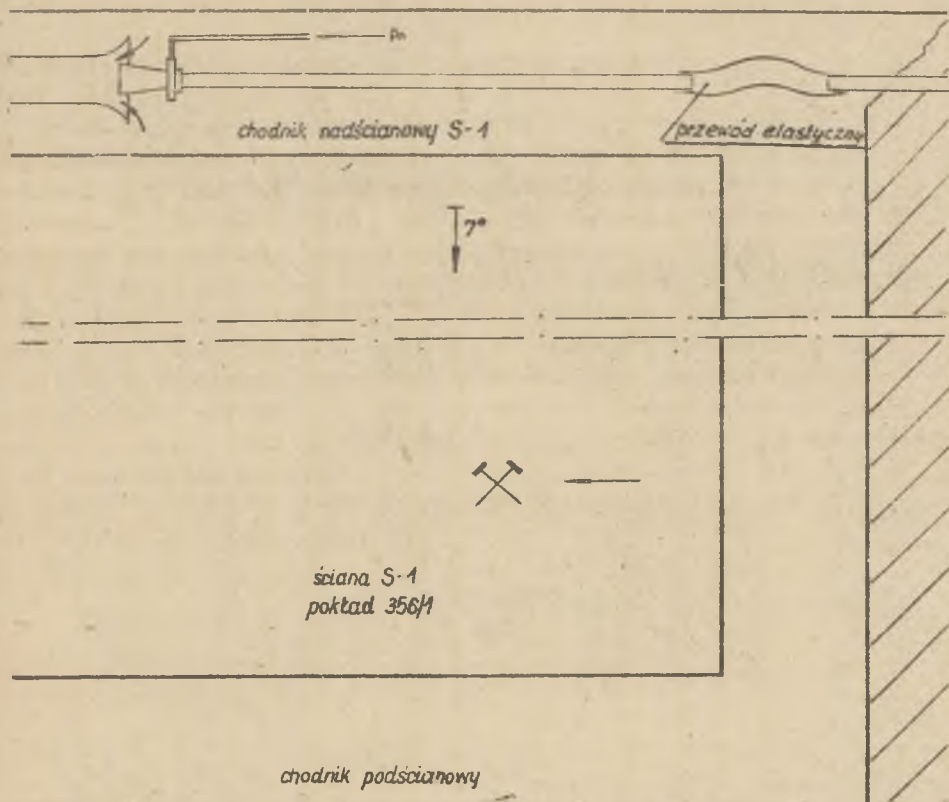 Pn
chodnik nadścianowy S-1
przewód elastyczny
7°
ściana S-1
pokład 356/1
chodnik podścianowy